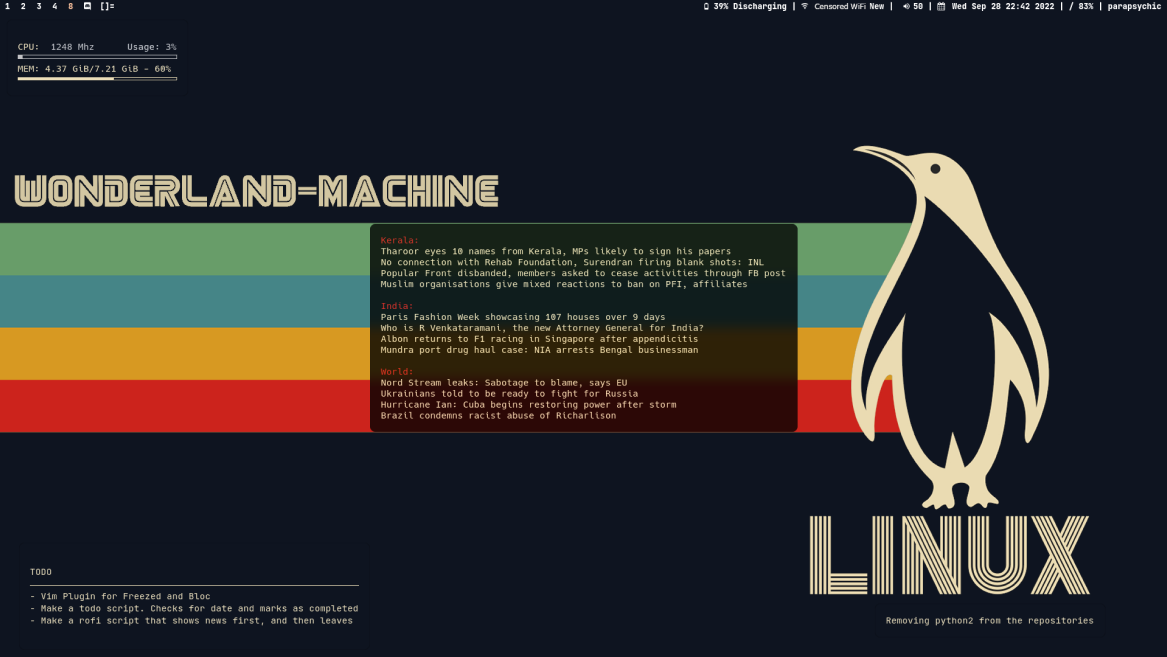 1 2 3 4 8 []=
39% Discharging | Censored WiFi New | 50 | Wed Sep 28 22:42 2022 | / 83% | parapsychic
CPU: 1248 Mhz Usage: 3%
MEM: 4.37 GiB/7.21 GiB - 60%
WONDERLAND-MACHINE
Kerala:
Tharoor eyes 10 names from Kerala, MPs likely to sign his papers
No connection with Rehab Foundation, Surendran firing blank shots: INL
Popular Front disbanded, members asked to cease activities through FB post
Muslim organisations give mixed reactions to ban on PFI, affiliates
India:
Paris Fashion Week showcasing 107 houses over 9 days
Who is R Venkataramani, the new Attorney General for India?
Albon returns to F1 racing in Singapore after appendicitis
Mundra port drug haul case: NIA arrests Bengal businessman
World:
Nord Stream leaks: Sabotage to blame, says EU
Ukrainians told to be ready to fight for Russia
Hurricane Ian: Cuba begins restoring power after storm
Brazil condemns racist abuse of Richarlison
LINUX
TODO
- Vim Plugin for Freezed and Bloc
- Make a todo script. Checks for date and marks as completed
- Make a rofi script that shows news first, and then leaves
Removing python2 from the repositories